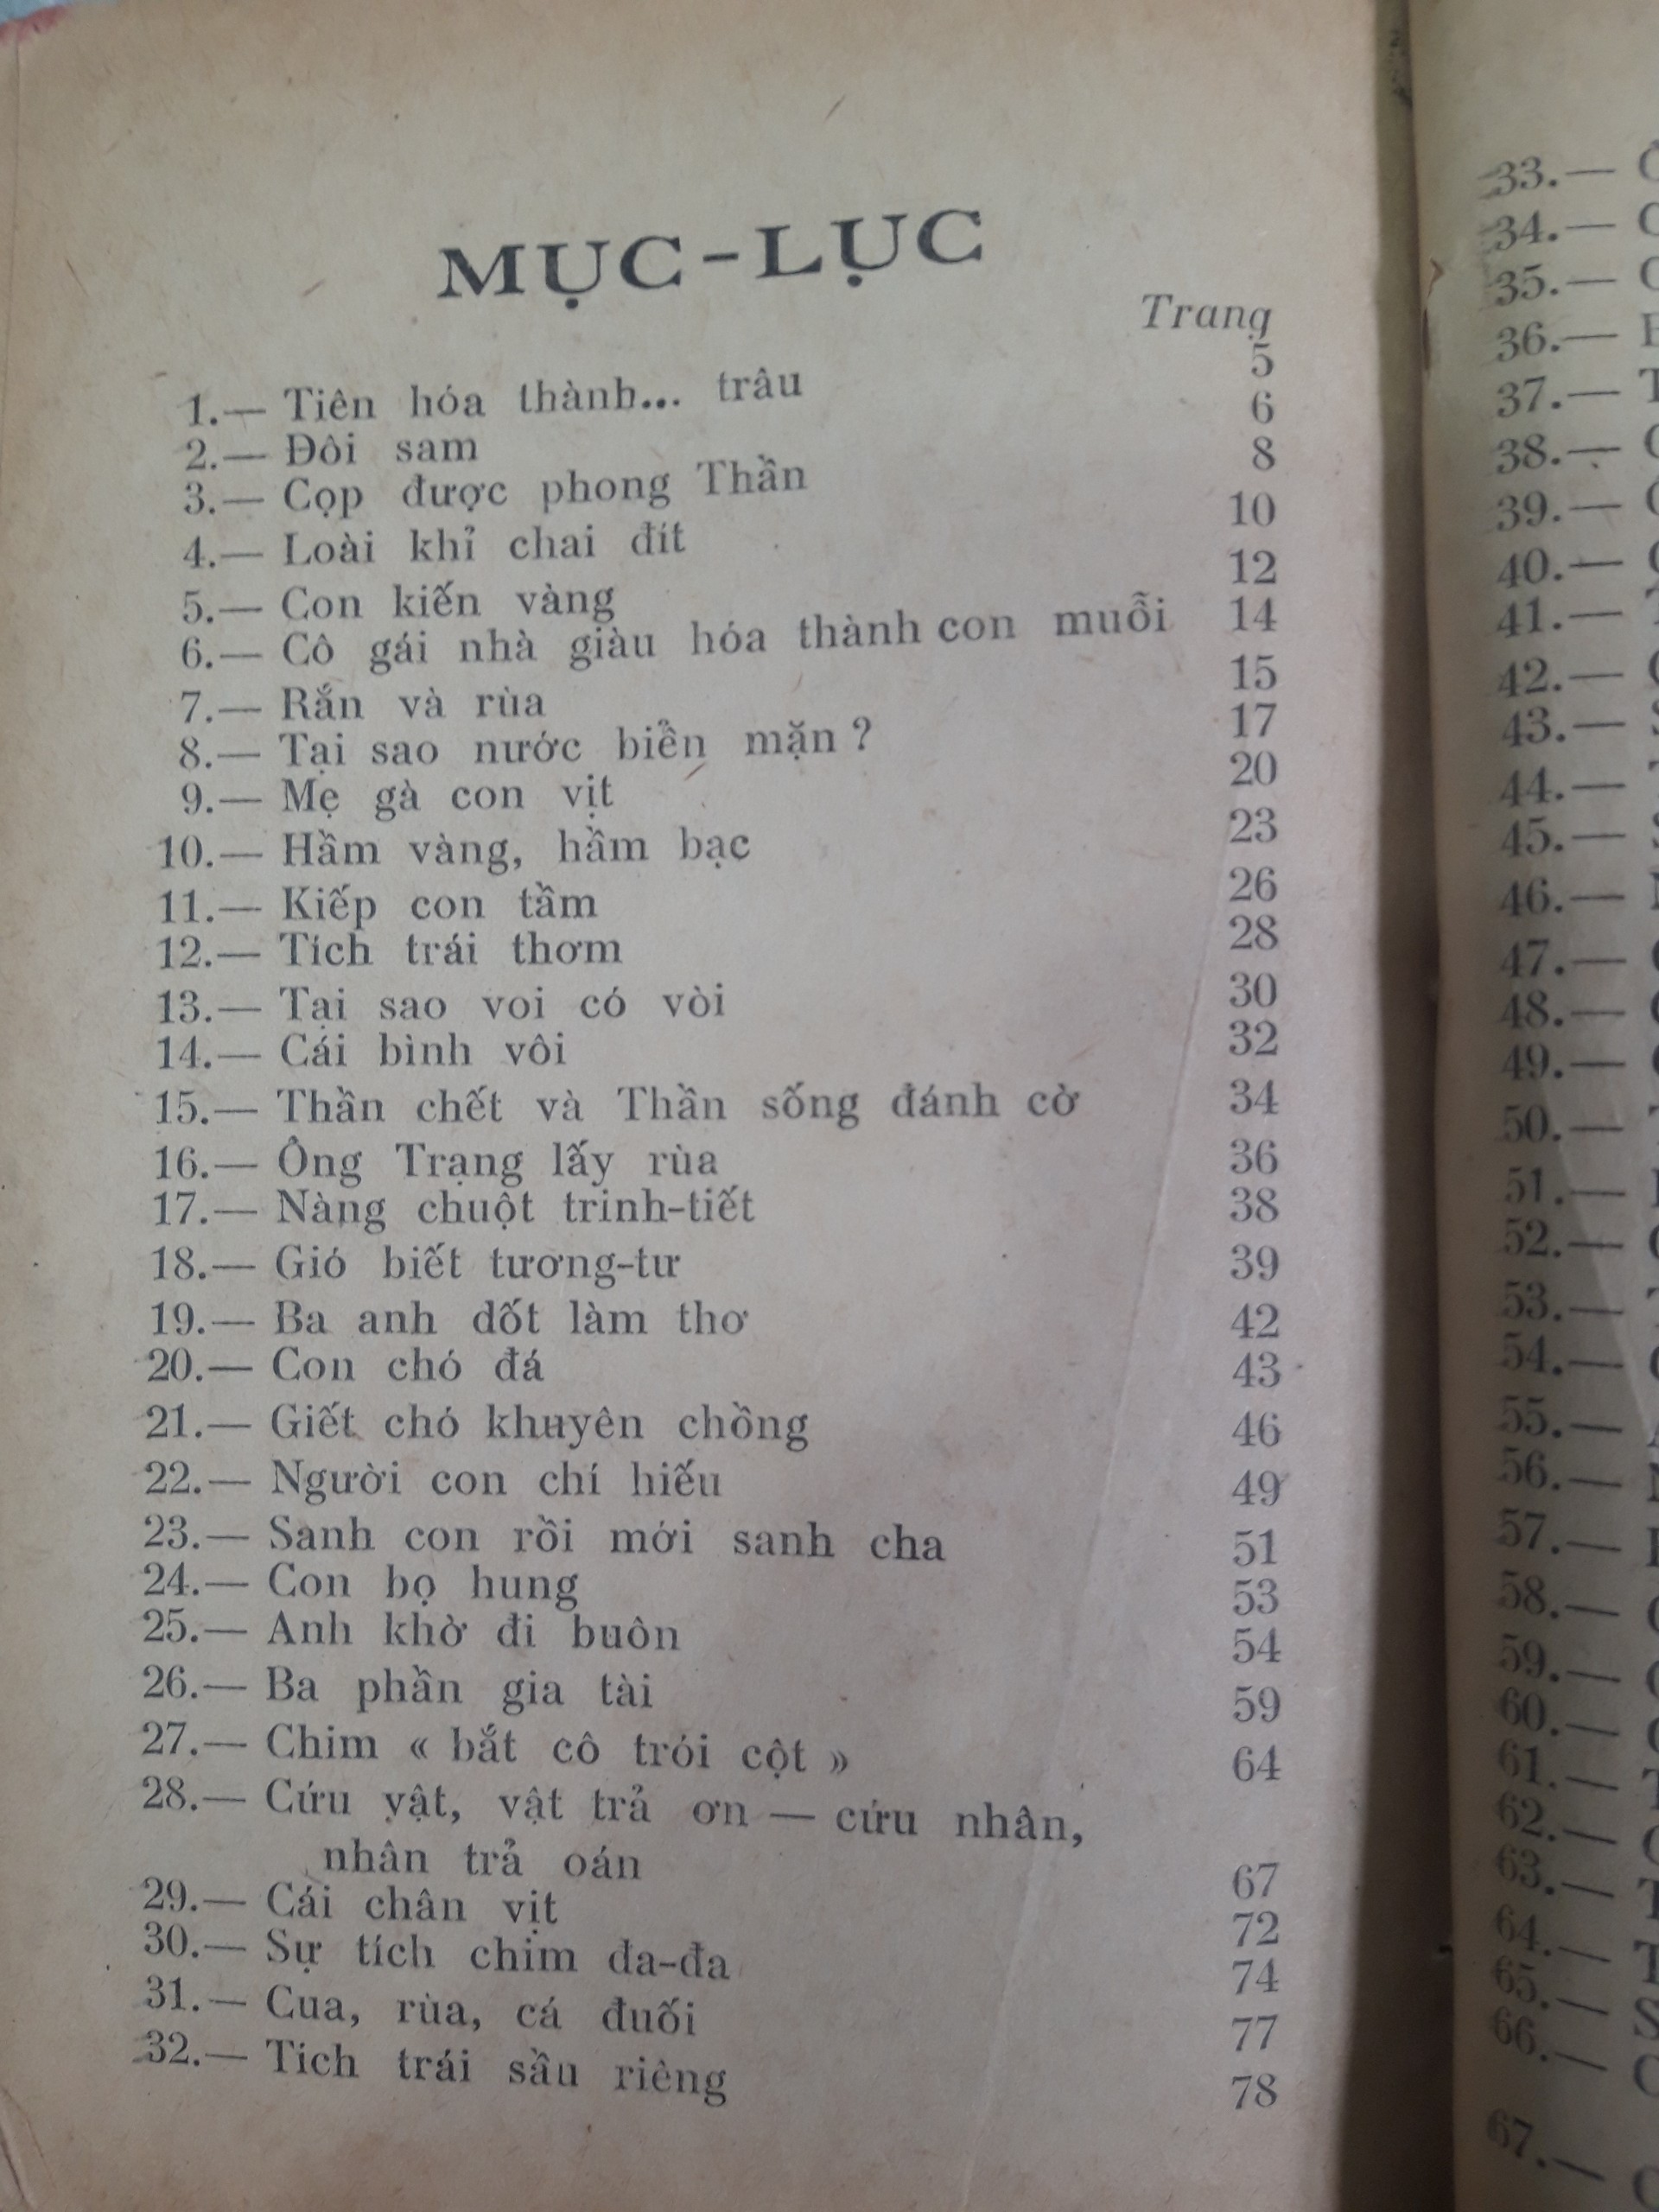 MỤC-LỤC
Trang
1.— Tiên hóa thành... trâu 5
2.— Đôi sam 6
3.— Cọp được phong Thần 8
4.— Loài khỉ chai đít 10
5.— Con kiến vàng 12
6.— Cô gái nhà giàu hóa thành con muỗi 14
7.— Rắn và rùa 15
8.— Tại sao nước biển mặn ? 17
9.— Mẹ gà con vịt 20
10.— Hầm vàng, hầm bạc 23
11.— Kiếp con tầm 26
12.— Tích trái thơm 28
13.— Tại sao voi có vòi 30
14.— Cái bình vôi 32
15.— Thần chết và Thần sống đánh cờ 34
16.— Ông Trạng lấy rùa 36
17.— Nàng chuột trinh-tiết 38
18.— Gió biết tương-tư 39
19.— Ba anh dốt làm thơ 42
20.— Con chó đá 43
21.— Giết chó khuyên chồng 46
22.— Người con chí hiếu 49
23.— Sanh con rồi mới sanh cha 51
24.— Con bọ hung 53
25.— Anh khờ đi buôn 54
26.— Ba phần gia tài 59
27.— Chim « bắt cô trói cột » 64
28.— Cứu vật, vật trả ơn — cứu nhân,
nhân trả oán 67
29.— Cái chân vịt 72
30.— Sự tích chim đa-đa 74
31.— Cua, rùa, cá đuối 77
32.— Tích trái sầu riêng 78
33.—
34.—
35.—
36.—
37.—
38.—
39.—
40.—
41.—
42.—
43.—
44.—
45.—
46.—
47.—
48.—
49.—
50.—
51.—
52.—
53.—
54.—
55.—
56.—
57.—
58.—
59.—
60.—
61.—
62.—
63.—
64.—
65.—
66.—
67.—